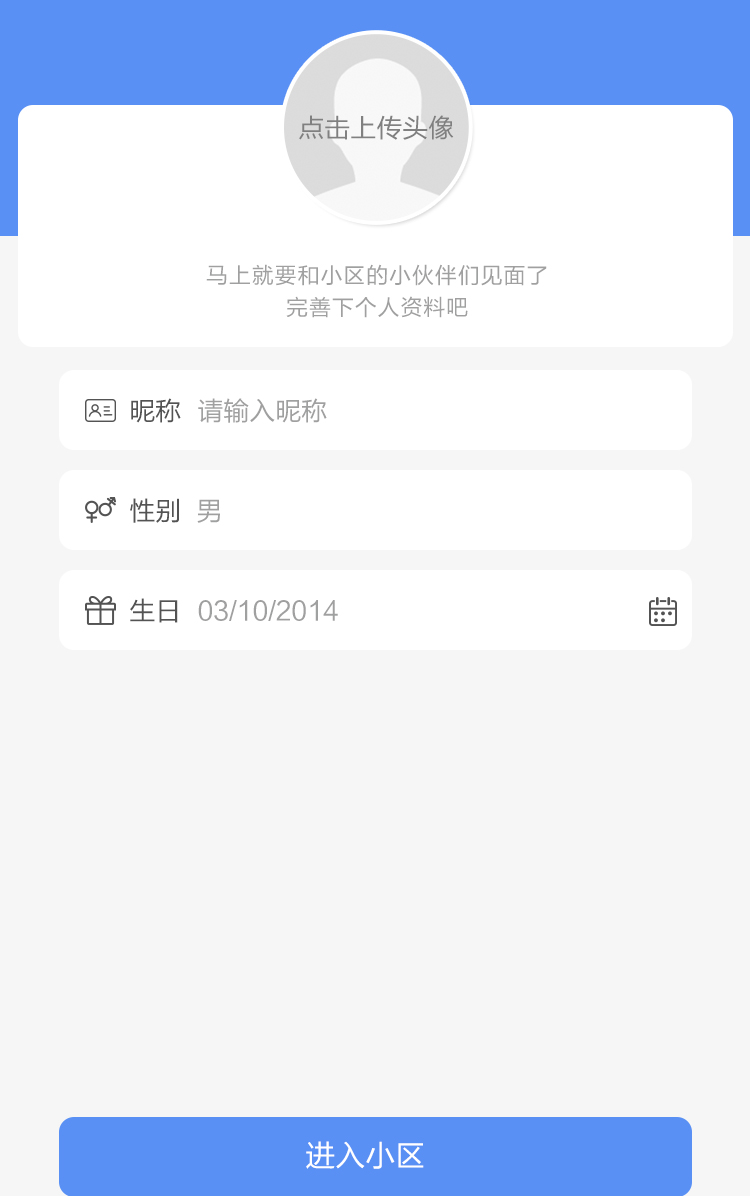 点击上传头像
马上就要和小区的小伙伴们见面了
完善下个人资料吧
昵称 请输入昵称
性别 男
生日 03/10/2014
进入小区